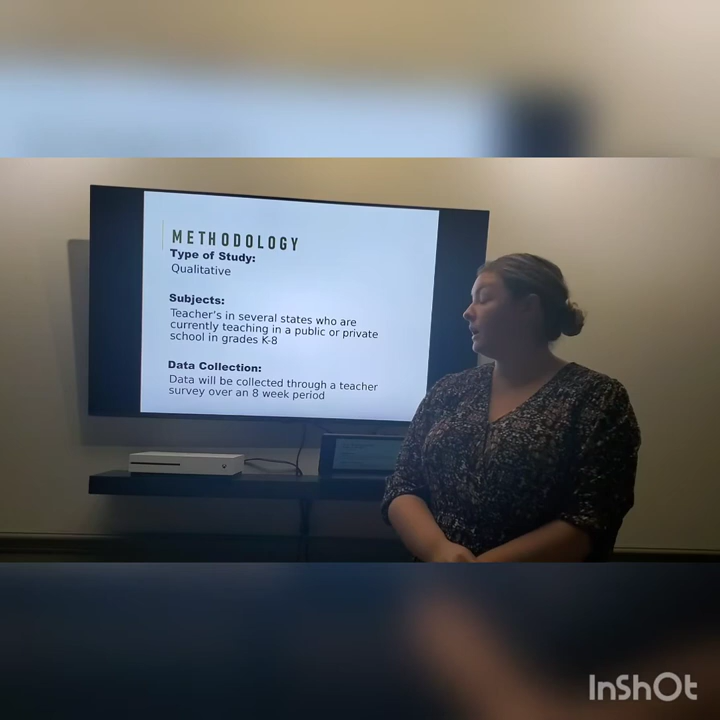 METHODOLOGY
Type of Study:
Qualitative
Subjects:
Teacher's in several states who are
currently teaching in a public or private
school in grades K-8
Data Collection:
Data will be collected through a teacher
survey over an 8 week period
InShOt